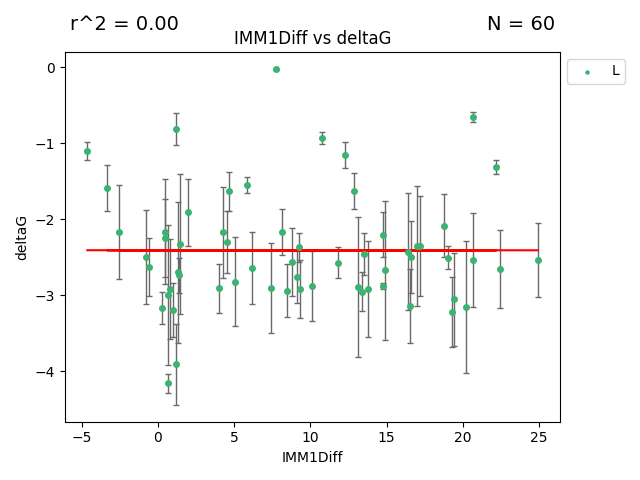 r^2 = 0.00 N = 60
IMM1Diff vs deltaG
L
0
−1
−2
−3
−4
deltaG
−5 0 5 10 15 20 25
IMM1Diff